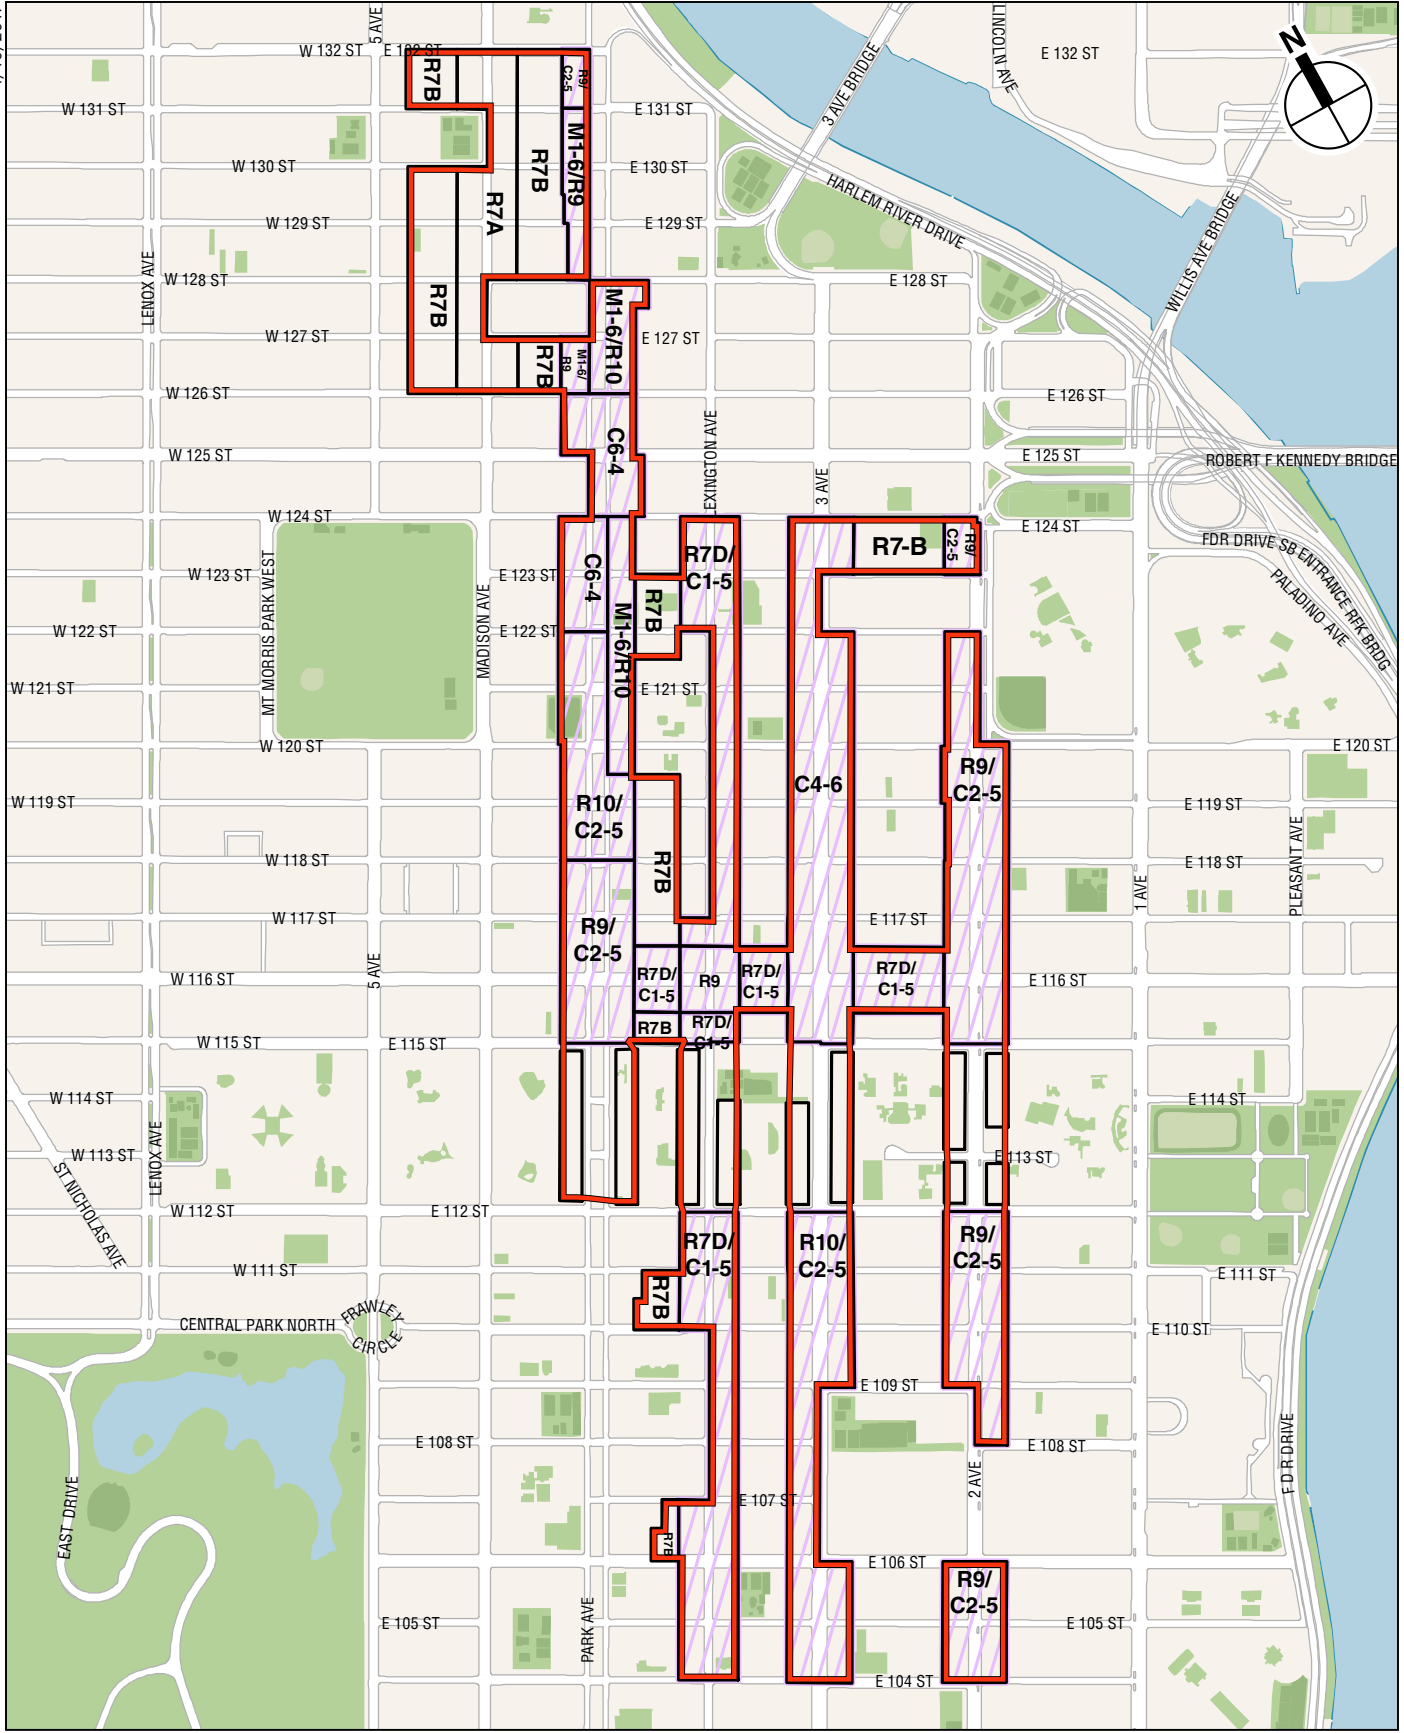 5 AVE
LINCOLN AVE
N
W 132 ST
E 132 ST
E 132 ST
3 AVE BRIDGE
R7B
R9/
C2-5
W 131 ST
E 131 ST
M1-6/R9
R7B
W 130 ST
E 130 ST
HARLEM RIVER DRIVE
R7A
W 129 ST
E 129 ST
WILLIS AVE BRIDGE
LENOX AVE
W 128 ST
E 128 ST
R7B
M1-6/R10
W 127 ST
E 127 ST
R7B
M1-6/
R9
W 126 ST
E 126 ST
C6-4
LEXINGTON AVE
W 125 ST
E 125 ST
ROBERT F KENNEDY BRIDGE
3 AVE
W 124 ST
E 124 ST
R7-B
R9/
C2-5
FDR DRIVE SB ENTRANCE RFK BRDG
R7D/
C1-5
W 123 ST
E 123 ST
C6-4
PALADINO AVE
MT MORRIS PARK WEST
MADISON AVE
R7B
M1-6/R10
W 122 ST
E 122 ST
W 121 ST
E 121 ST
W 120 ST
E 120 ST
C4-6
R9/
C2-5
W 119 ST
R10/
C2-5
E 119 ST
PLEASANT AVE
W 118 ST
E 118 ST
R7B
1 AVE
W 117 ST
E 117 ST
R9/
C2-5
5 AVE
W 116 ST
R7D/
C1-5
R9
R7D/
C1-5
R7D/
C1-5
E 116 ST
R7B
R7D/
C1-5
W 115 ST
E 115 ST
W 114 ST
E 114 ST
LENOX AVE
W 113 ST
E 113 ST
ST NICHOLAS AVE
W 112 ST
E 112 ST
R7D/
C1-5
R10/
C2-5
R9/
C2-5
W 111 ST
E 111 ST
R7B
FRAWLEY
CIRCLE
CENTRAL PARK NORTH
E 110 ST
E 109 ST
E 108 ST
E 108 ST
F D R DRIVE
2 AVE
E 107 ST
EAST DRIVE
R7B
E 106 ST
R9/
C2-5
PARK AVE
E 105 ST
E 105 ST
E 104 ST